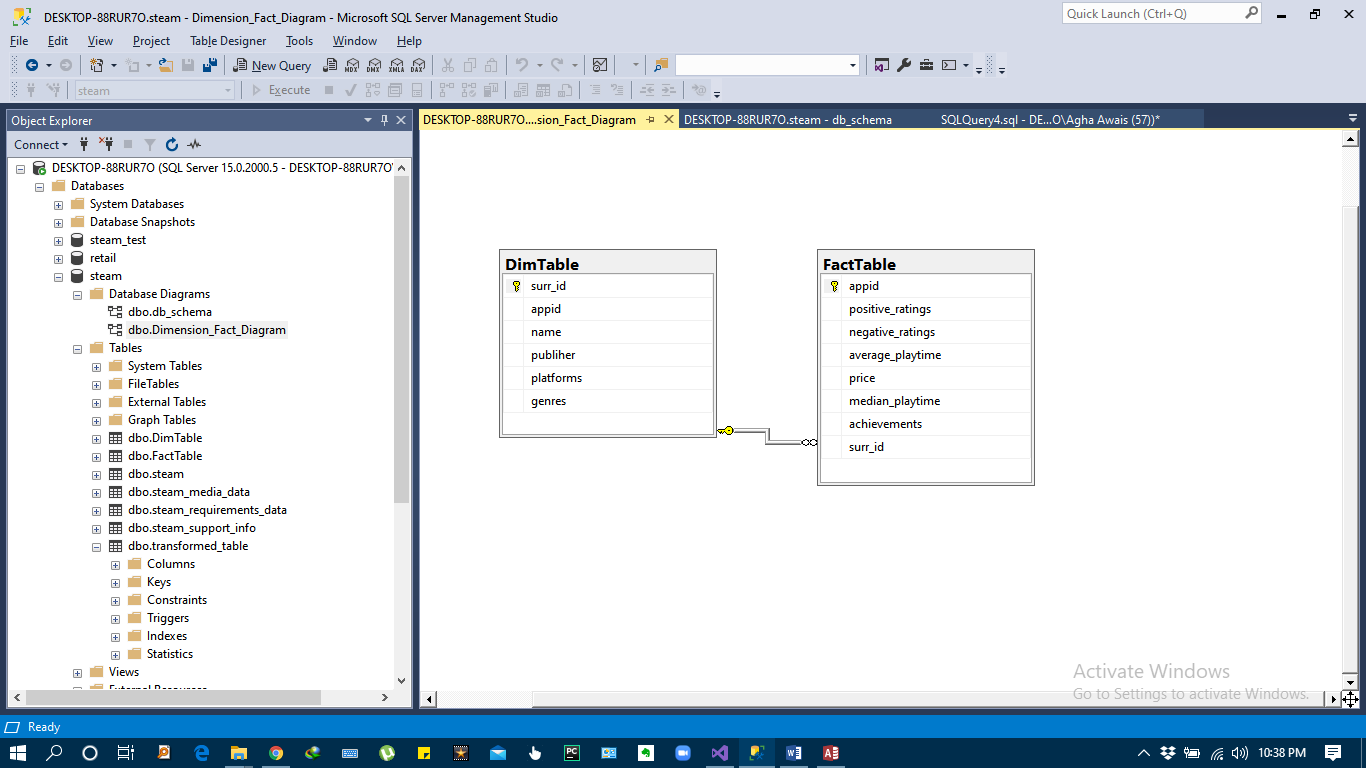 DESKTOP-88RUR7O.steam - Dimension_Fact_Diagram - Microsoft SQL Server Management Studio
Quick Launch (Ctrl+Q)
File Edit View Project Table Designer Tools Window Help
New Query MDX DMX XMLA DAX
steam Execute
Object Explorer
DESKTOP-88RUR7O....sion_Fact_Diagram DESKTOP-88RUR7O.steam - db_schema SQLQuery4.sql - DE...O\Agha Awais (57))*
Connect
DESKTOP-88RUR7O (SQL Server 15.0.2000.5 - DESKTOP-88RUR7O\
Databases
System Databases
Database Snapshots
steam_test
retail
steam
Database Diagrams
dbo.db_schema
dbo.Dimension_Fact_Diagram
Tables
System Tables
FileTables
External Tables
Graph Tables
dbo.DimTable
dbo.FactTable
dbo.steam
dbo.steam_media_data
dbo.steam_requirements_data
dbo.steam_support_info
dbo.transformed_table
Columns
Keys
Constraints
Triggers
Indexes
Statistics
Views
External Resources
DimTable
surr_id
appid
name
publiher
platforms
genres
FactTable
appid
positive_ratings
negative_ratings
average_playtime
price
median_playtime
achievements
surr_id
Activate Windows
Go to Settings to activate Windows.
Ready
10:38 PM